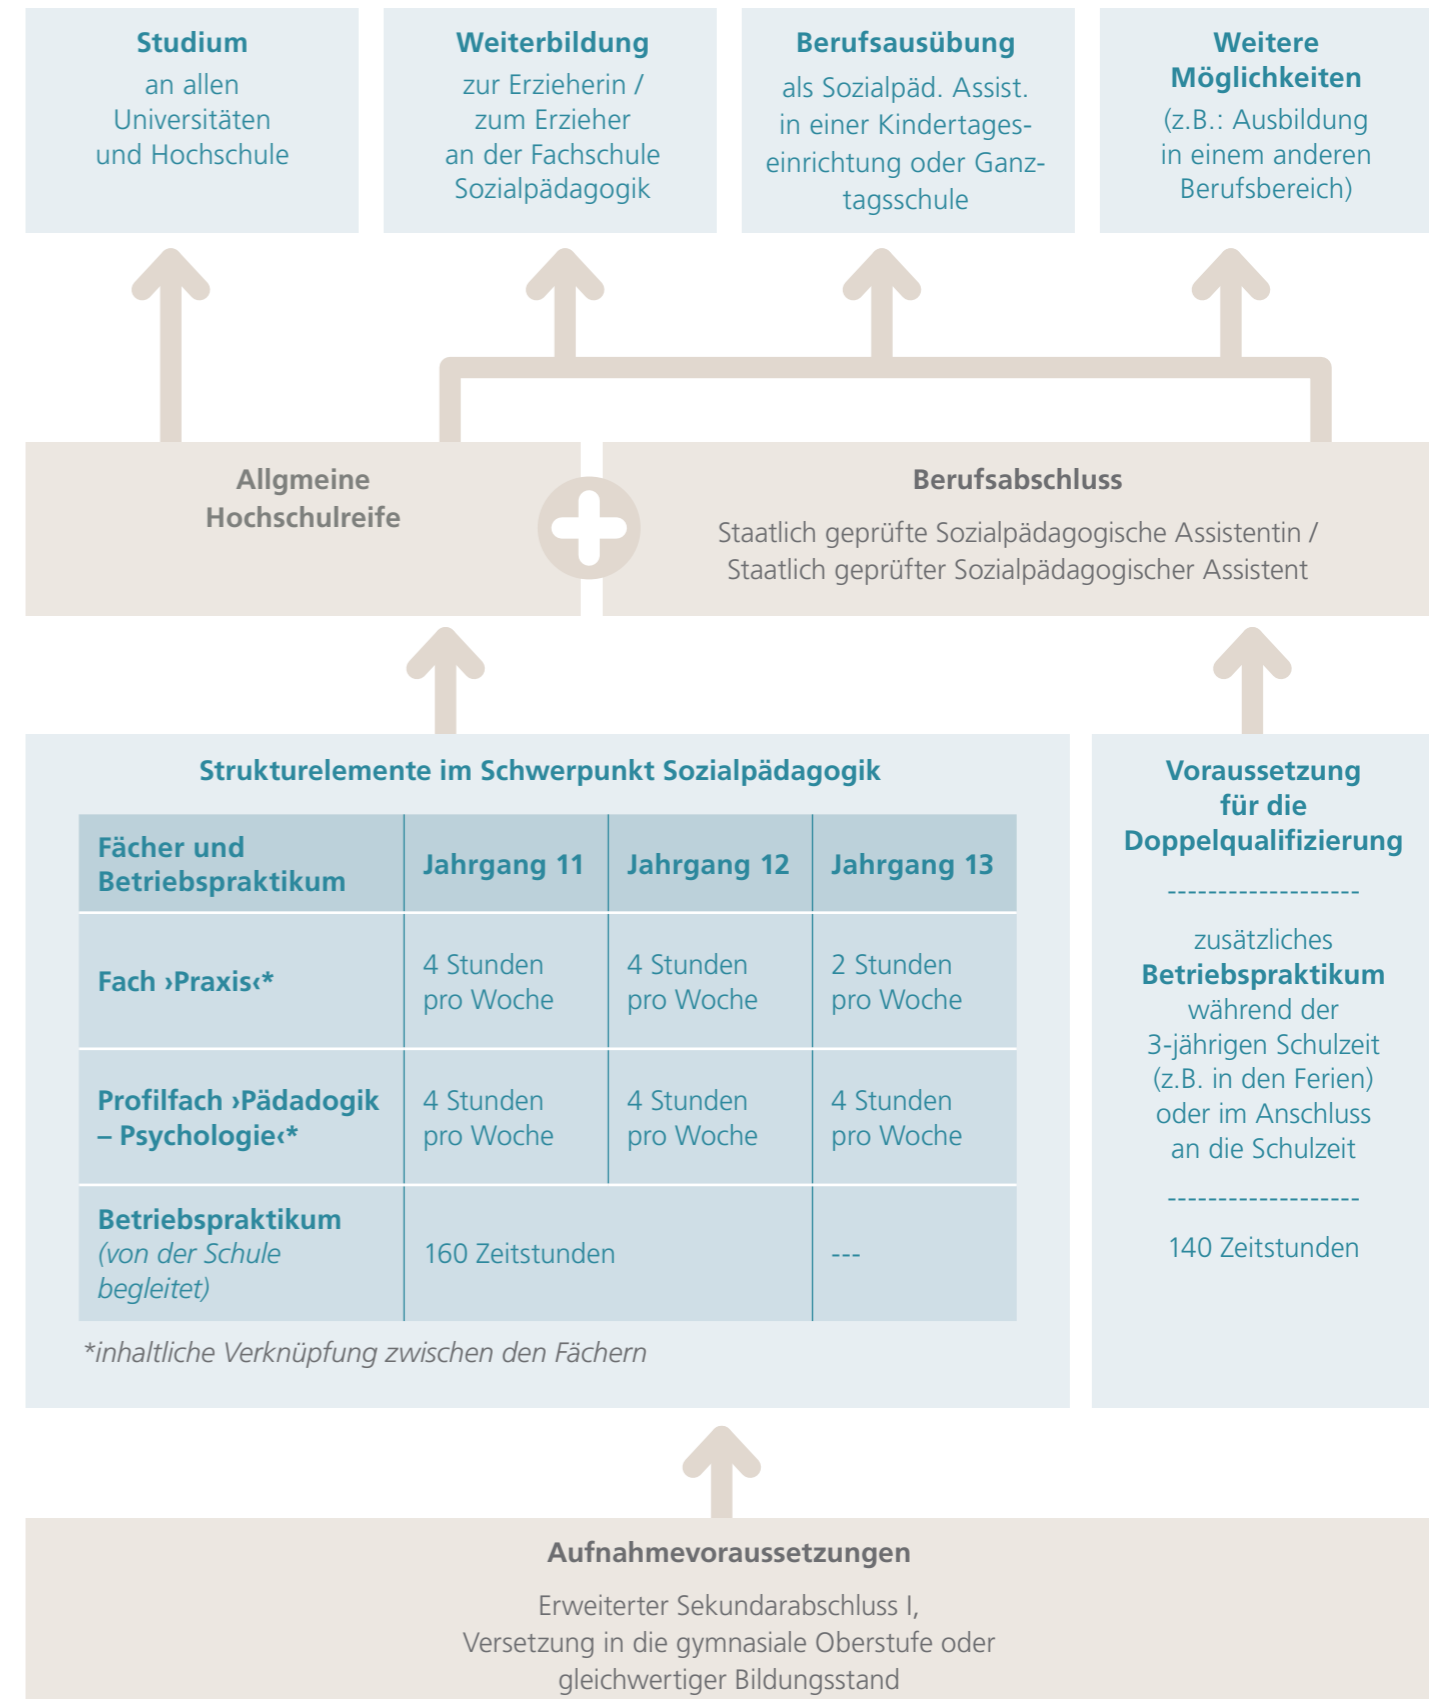 Studium
an allen
Universitäten
und Hochschule
Weiterbildung
zur Erzieherin /
zum Erzieher
an der Fachschule
Sozialpädagogik
Berufsausübung
als Sozialpäd. Assist.
in einer Kindertages-
einrichtung oder Ganz-
tagsschule
Weitere
Möglichkeiten
(z.B.: Ausbildung
in einem anderen
Berufsbereich)
Allgmeine
Hochschulreife
Berufsabschluss
Staatlich geprüfte Sozialpädagogische Assistentin /
Staatlich geprüfter Sozialpädagogischer Assistent
Strukturelemente im Schwerpunkt Sozialpädagogik
Fächer und
Betriebspraktikum
Jahrgang 11
Jahrgang 12
Jahrgang 13
Fach ›Praxis‹*
4 Stunden
pro Woche
4 Stunden
pro Woche
2 Stunden
pro Woche
Profilfach ›Pädadogik
– Psychologie‹*
4 Stunden
pro Woche
4 Stunden
pro Woche
4 Stunden
pro Woche
Betriebspraktikum
(von der Schule
begleitet)
160 Zeitstunden
---
*inhaltliche Verknüpfung zwischen den Fächern
Voraussetzung
für die
Doppelqualifizierung
-------------------
zusätzliches
Betriebspraktikum
während der
3-jährigen Schulzeit
(z.B. in den Ferien)
oder im Anschluss
an die Schulzeit
-------------------
140 Zeitstunden
Aufnahmevoraussetzungen
Erweiterter Sekundarabschluss I,
Versetzung in die gymnasiale Oberstufe oder
gleichwertiger Bildungsstand